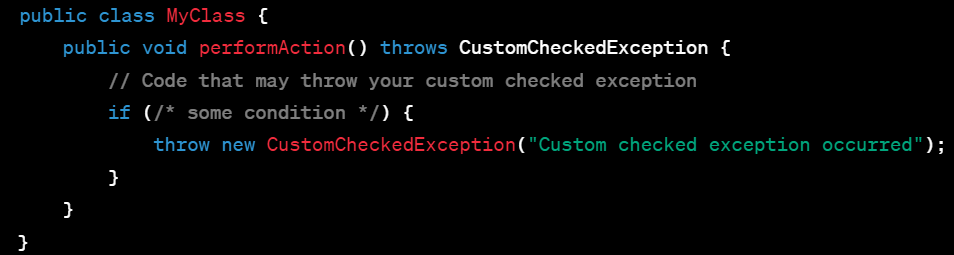 public class MyClass {
    public void performAction() throws CustomCheckedException {
        // Code that may throw your custom checked exception
        if (/* some condition */) {
            throw new CustomCheckedException("Custom checked exception occurred");
        }
    }
}